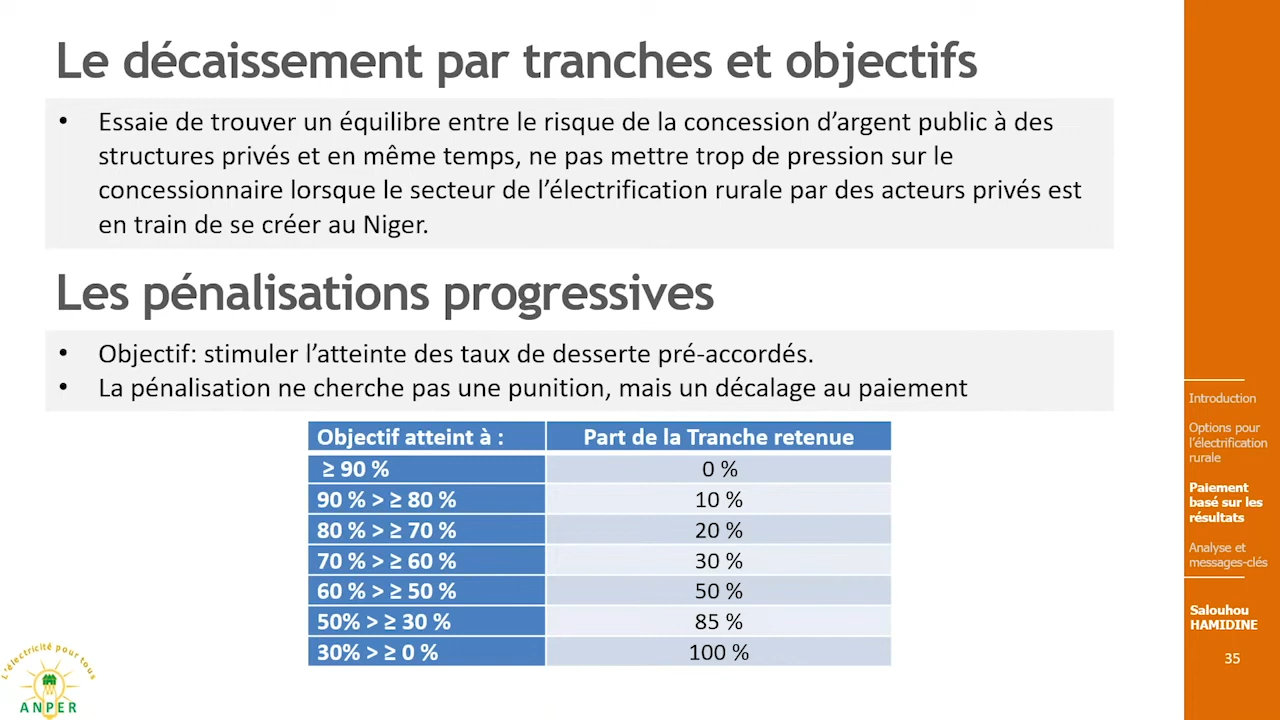 Le décaissement par tranches et objectifs
• Essaie de trouver un équilibre entre le risque de la concession d’argent public à des
structures privés et en même temps, ne pas mettre trop de pression sur le
concessionnaire lorsque le secteur de l’électrification rurale par des acteurs privés est
en train de se créer au Niger.
Les pénalisations progressives
• Objectif: stimuler l’atteinte des taux de desserte pré-accordés.
• La pénalisation ne cherche pas une punition, mais un décalage au paiement
Objectif atteint à : Part de la Tranche retenue
≥ 90 % 0 %
90 % > ≥ 80 % 10 %
80 % > ≥ 70 % 20 %
70 % > ≥ 60 % 30 %
60 % > ≥ 50 % 50 %
50% > ≥ 30 % 85 %
30% > ≥ 0 % 100 %
Introduction
Options pour
l’électrification
rurale
Paiement
basé sur les
résultats
Analyse et
messages-clés
Salouhou
HAMIDINE
35
L’électricité pour tous
ANPER